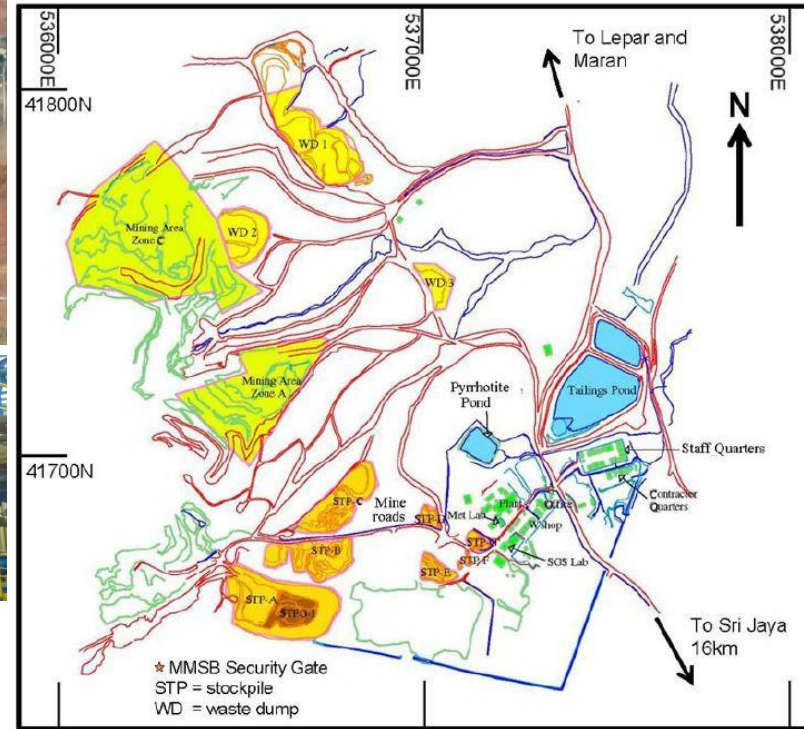 536000E
537000E
538000E
To Lepar and
Maran
41800N
N
WD 1
Mining Area
Zone C
WD 2
WD 3
Mining Area
Zone A
Tailings Pond
Pyrrhotite
Pond
41700N
Staff Quarters
Contractor
Quarters
STP-C
Mine
roads
Plant
Office
Met Lab
W/shop
STP-B
STP-F
SGS Lab
STP-E
STP-A
To Sri Jaya
16km
MMSB Security Gate
STP = stockpile
WD = waste dump